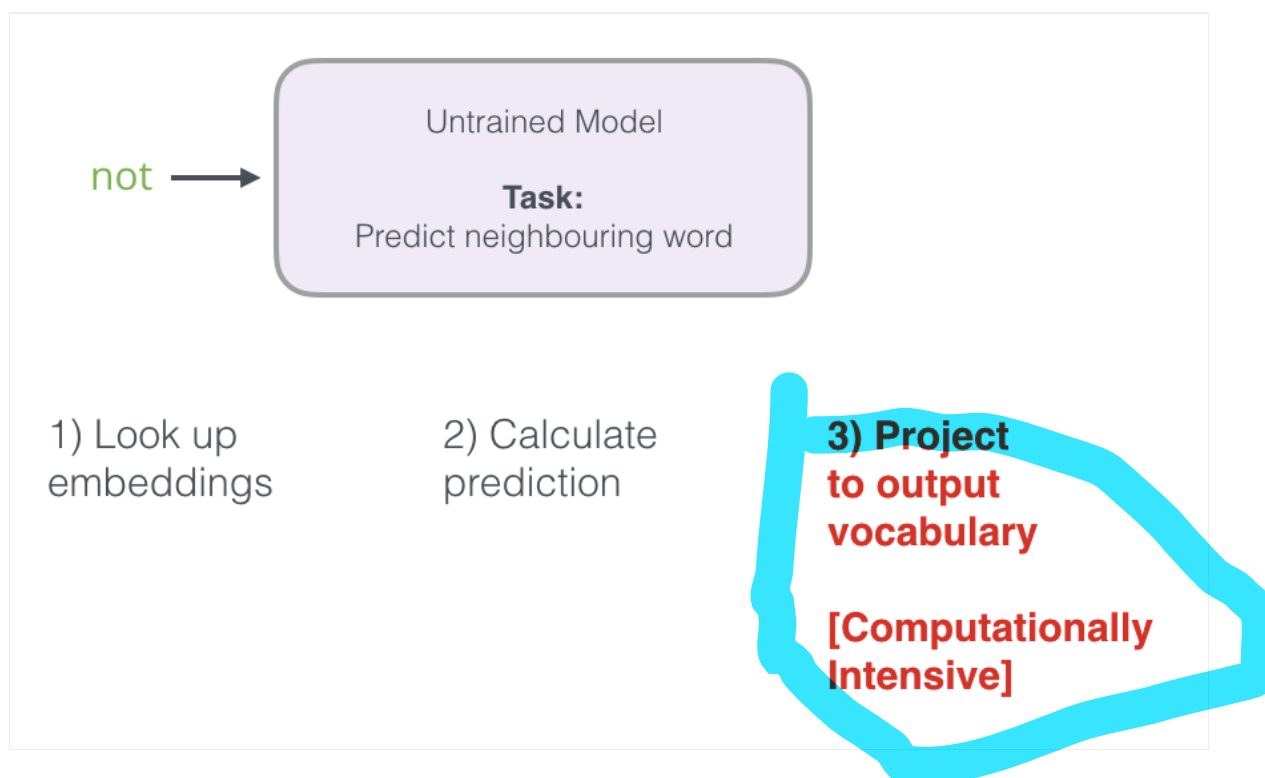 Untrained Model
not
Task:
Predict neighbouring word
1) Look up
embeddings
2) Calculate
prediction
3) Project
to output
vocabulary
[Computationally
Intensive]